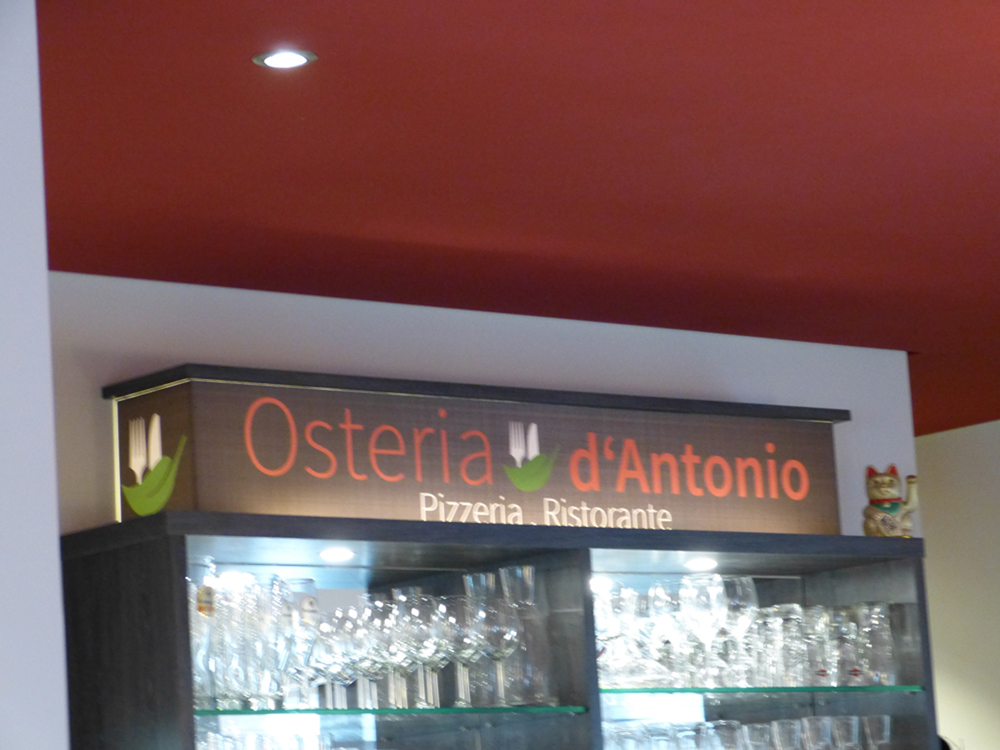 Osteria d‘Antonio
Pizzeria . Ristorante